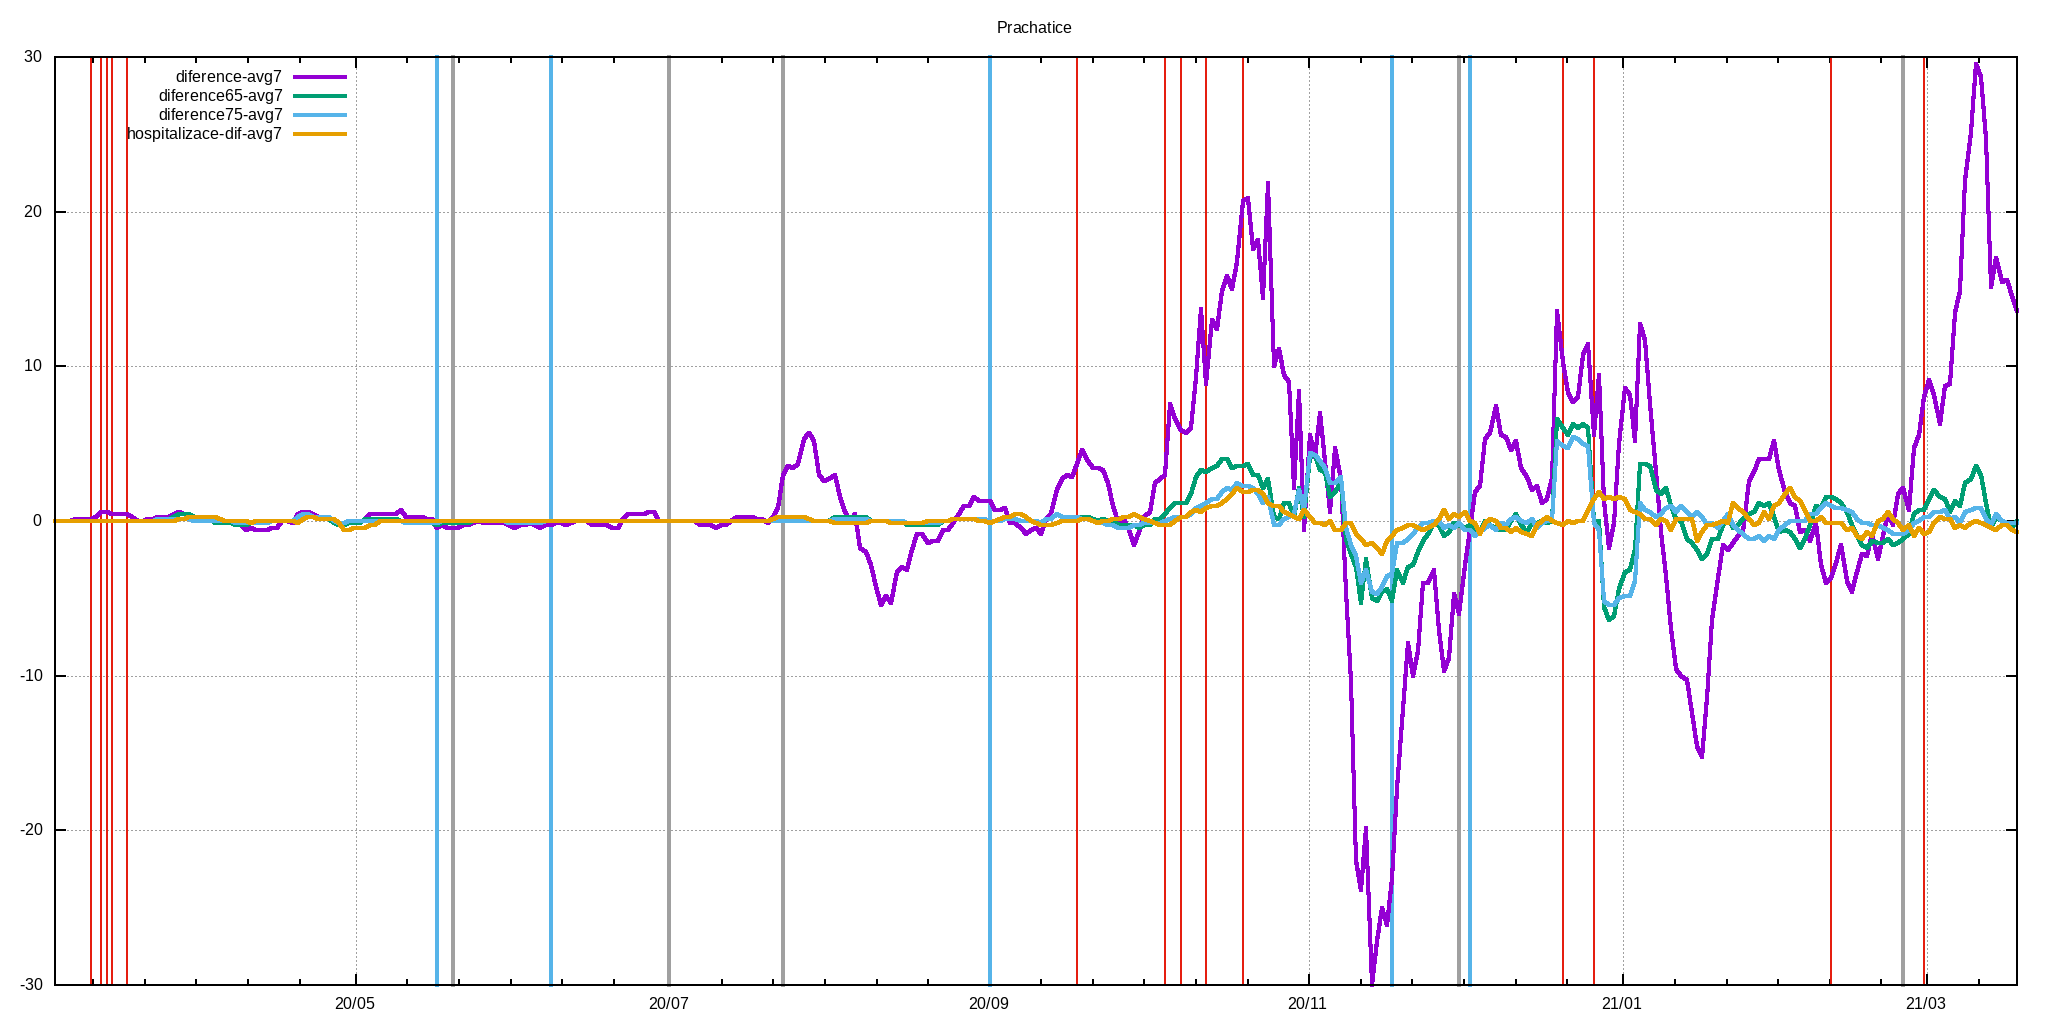 Prachatice
30
diference-avg7
diference65-avg7
diference75-avg7
hospitalizace-dif-avg7
20
10
0
-10
-20
-30
20/05 20/07 20/09 20/11 21/01 21/03